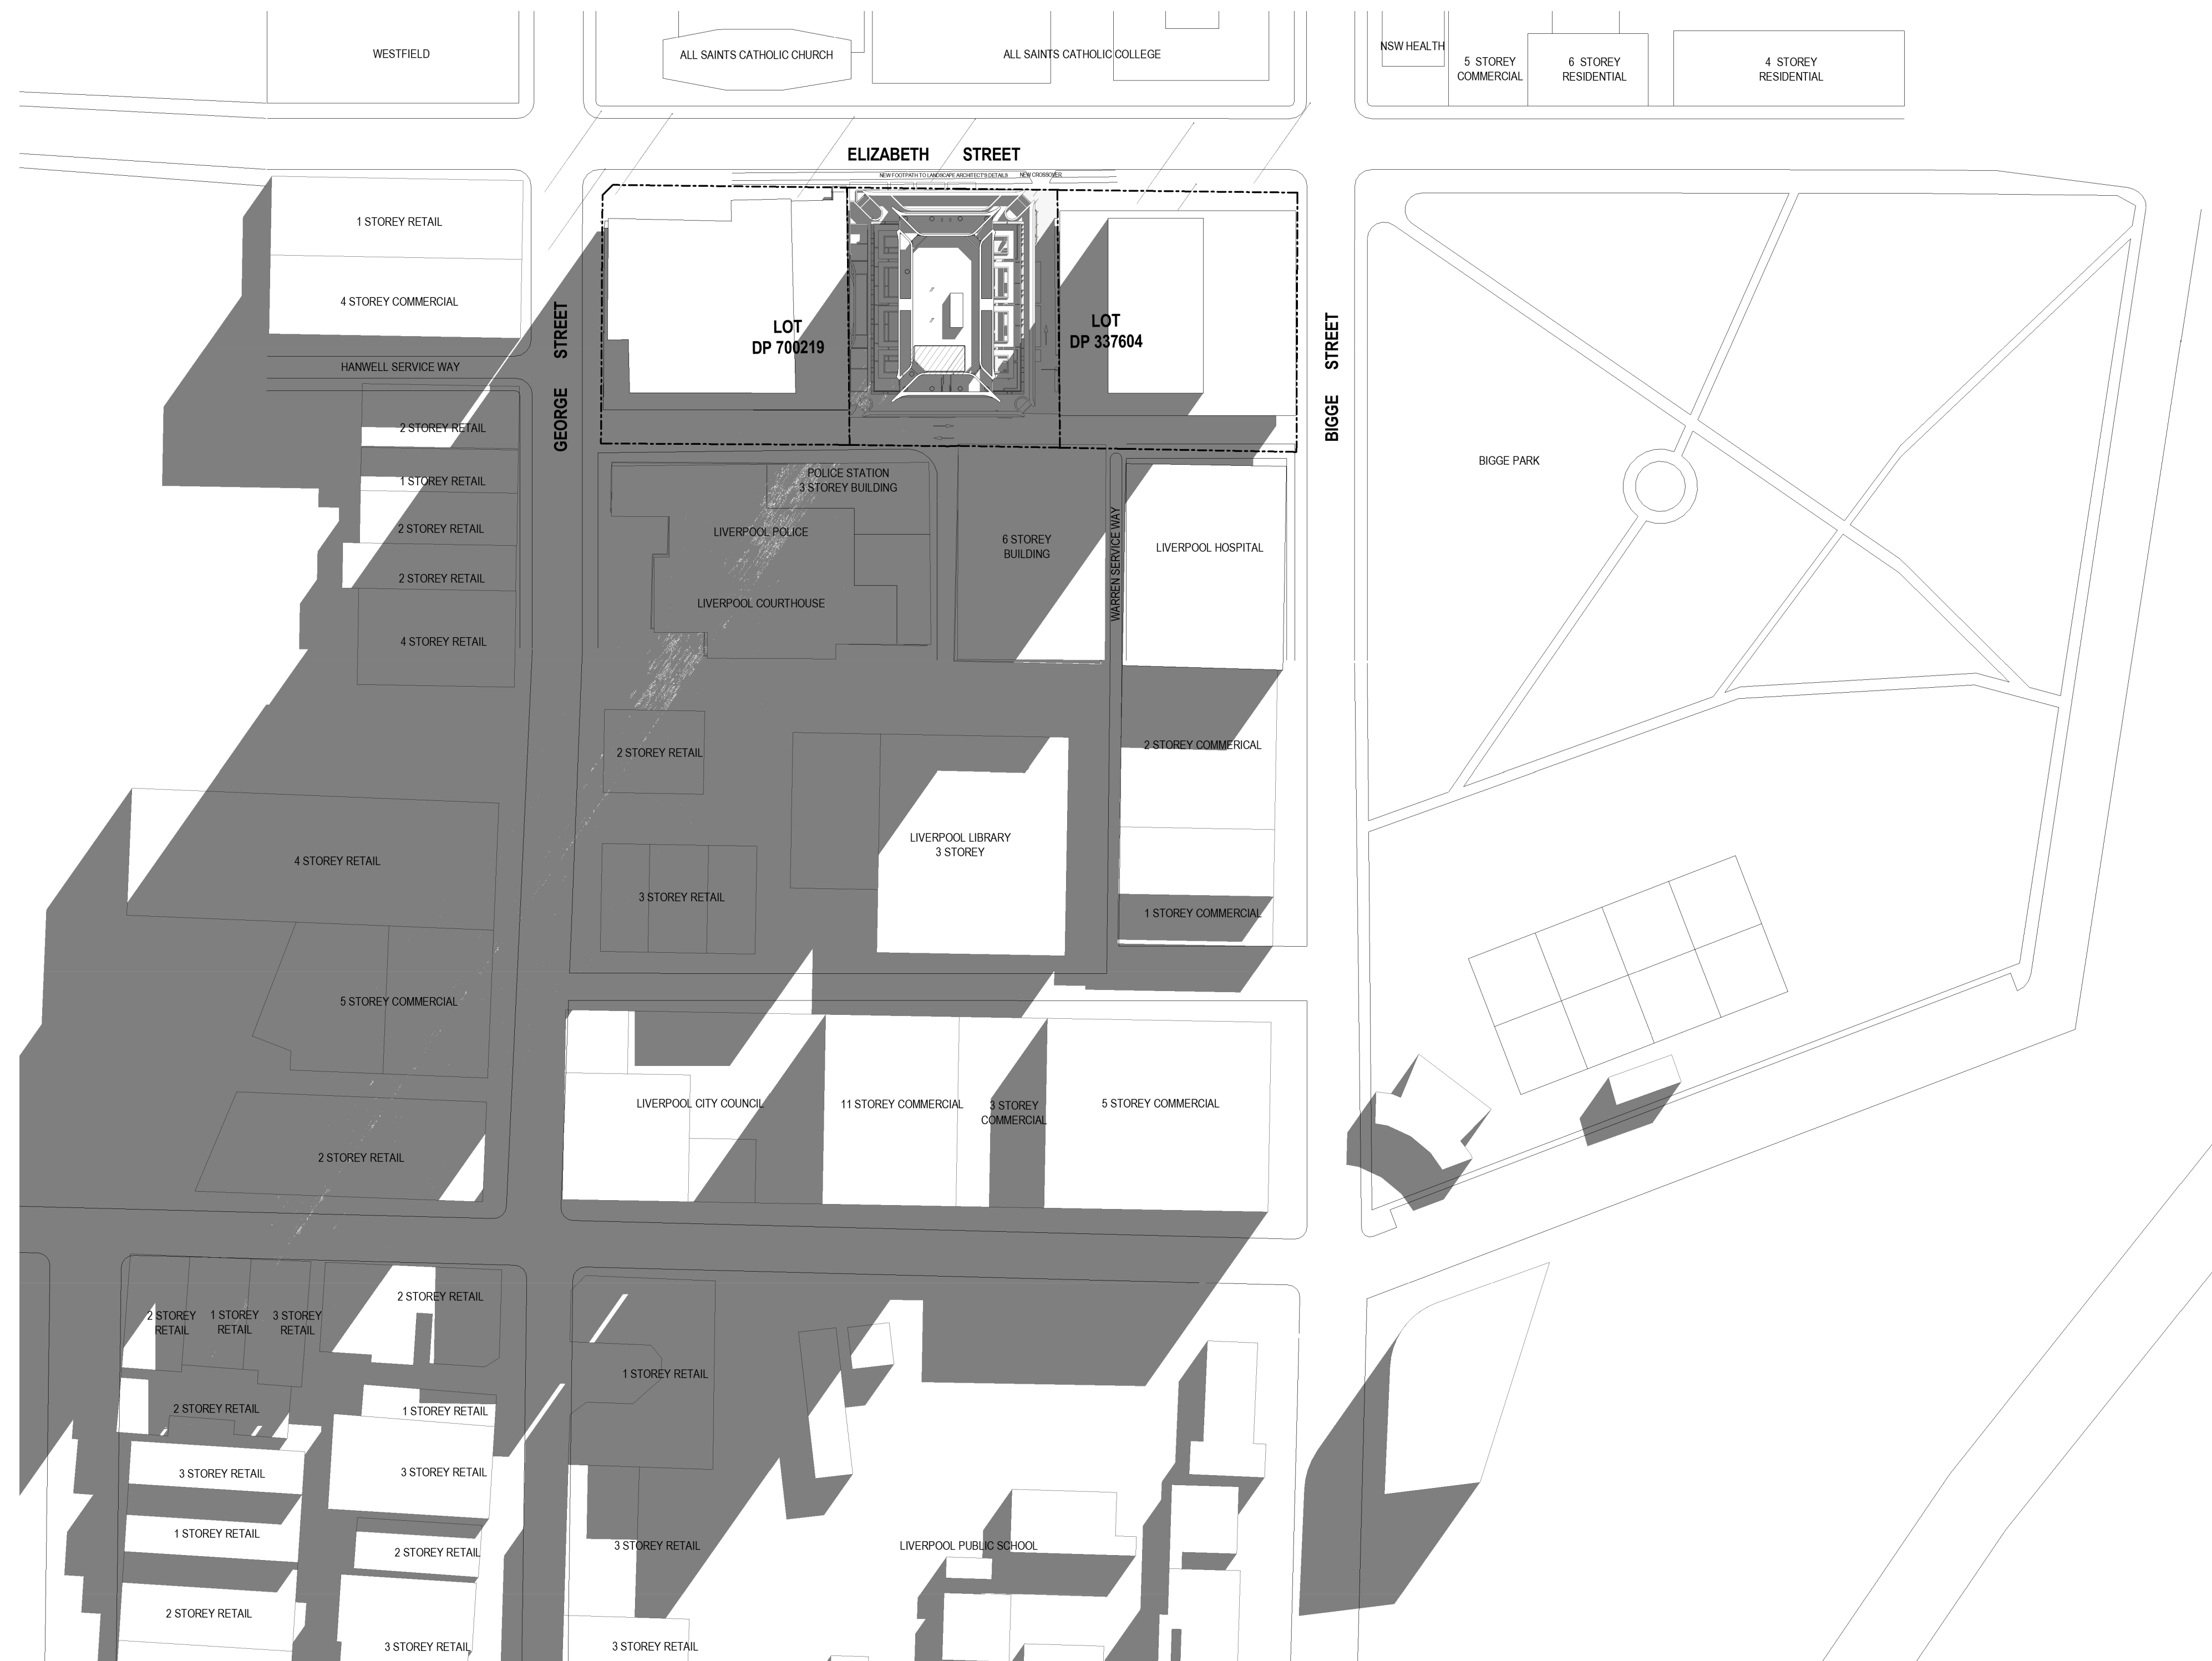 WESTFIELD
ALL SAINTS CATHOLIC CHURCH
ALL SAINTS CATHOLIC COLLEGE
NSW HEALTH
5 STOREY
COMMERCIAL
6 STOREY
RESIDENTIAL
4 STOREY
RESIDENTIAL
ELIZABETH STREET
NEW FOOTPATH TO LANDSCAPE ARCHITECT'S DETAILS
NEW CROSSOVER
1 STOREY RETAIL
4 STOREY COMMERCIAL
HANWELL SERVICE WAY
GEORGE STREET
LOT
DP 700219
LOT
DP 337604
BIGGE STREET
2 STOREY RETAIL
1 STOREY RETAIL
2 STOREY RETAIL
2 STOREY RETAIL
4 STOREY RETAIL
POLICE STATION
3 STOREY BUILDING
LIVERPOOL POLICE
LIVERPOOL COURTHOUSE
6 STOREY
BUILDING
WARREN SERVICE WAY
LIVERPOOL HOSPITAL
BIGGE PARK
2 STOREY RETAIL
2 STOREY COMMERICAL
4 STOREY RETAIL
LIVERPOOL LIBRARY
3 STOREY
3 STOREY RETAIL
1 STOREY COMMERCIAL
5 STOREY COMMERCIAL
LIVERPOOL CITY COUNCIL
11 STOREY COMMERCIAL
3 STOREY
COMMERCIAL
5 STOREY COMMERCIAL
2 STOREY RETAIL
2 STOREY
RETAIL
1 STOREY
RETAIL
3 STOREY
RETAIL
2 STOREY RETAIL
1 STOREY RETAIL
2 STOREY RETAIL
1 STOREY RETAIL
3 STOREY RETAIL
3 STOREY RETAIL
1 STOREY RETAIL
2 STOREY RETAIL
3 STOREY RETAIL
LIVERPOOL PUBLIC SCHOOL
2 STOREY RETAIL
3 STOREY RETAIL
3 STOREY RETAIL